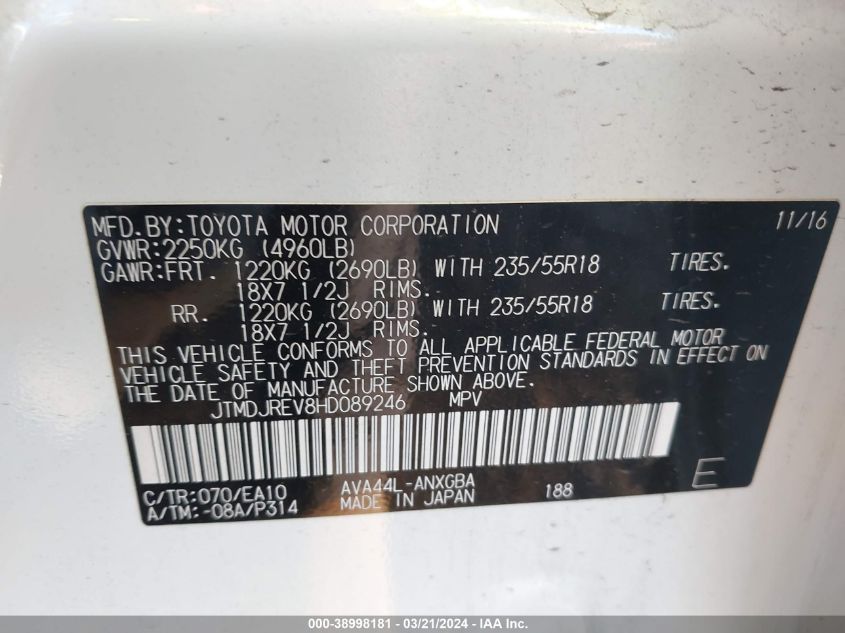 MFD.BY:TOYOTA MOTOR CORPORATION 11/16
GVWR:2250KG (4960LB)
GAWR:FRT. 1220KG (2690LB) WITH 235/55R18 TIRES.
18X7 1/2J RIMS.
RR. 1220KG (2690LB) WITH 235/55R18 TIRES.
18X7 1/2J RIMS.
THIS VEHICLE CONFORMS TO ALL APPLICABLE FEDERAL MOTOR
VEHICLE SAFETY AND THEFT PREVENTION STANDARDS IN EFFECT ON
THE DATE OF MANUFACTURE SHOWN ABOVE.
JTMDJREV8HD089246 MPV
C/TR:070/EA10 AVA44L-ANXGBA 188 E
A/TM:-08A/P314 MADE IN JAPAN
000-38998181 - 03/21/2024 - IAA Inc.